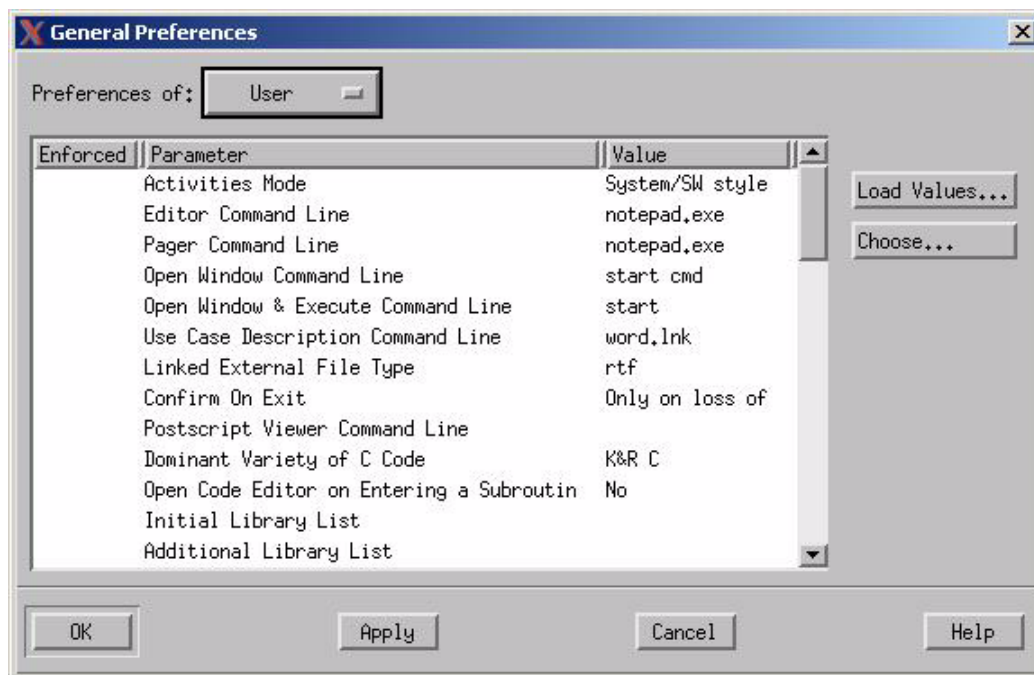 General Preferences
Preferences of: User
Enforced Parameter Value
Activities Mode System/SW style
Editor Command Line notepad.exe
Pager Command Line notepad.exe
Open Window Command Line start cmd
Open Window & Execute Command Line start
Use Case Description Command Line word.lnk
Linked External File Type rtf
Confirm On Exit Only on loss of
Postscript Viewer Command Line
Dominant Variety of C Code K&R C
Open Code Editor on Entering a Subroutin No
Initial Library List
Additional Library List
Load Values...
Choose...
OK Apply Cancel Help